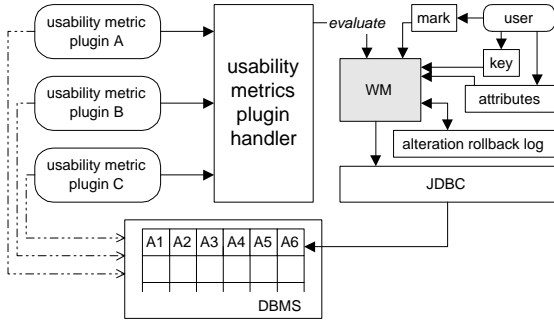 usability metric
plugin A
usability metric
plugin B
usability metric
plugin C
usability
metrics
plugin
handler
evaluate
mark
user
key
WM
attributes
alteration rollback log
JDBC
A1 A2 A3 A4 A5 A6
DBMS